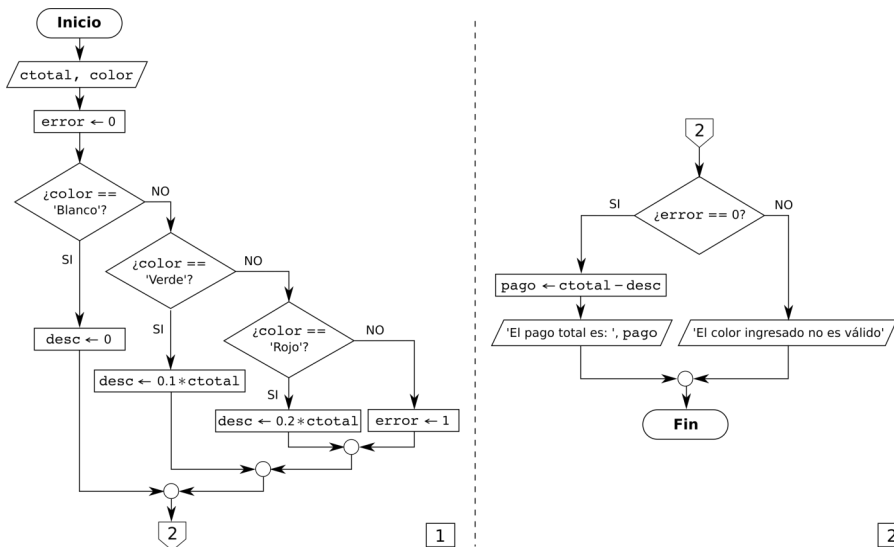 Inicio
ctotal, color
error ← 0
¿color ==
'Blanco'?
NO
SI
¿color ==
'Verde'?
NO
SI
¿color ==
'Rojo'?
NO
SI
desc ← 0
desc ← 0.1*ctotal
desc ← 0.2*ctotal
error ← 1
2
1
2
¿error == 0?
SI
NO
pago ← ctotal − desc
'El pago total es: ', pago
'El color ingresado no es válido'
Fin
2